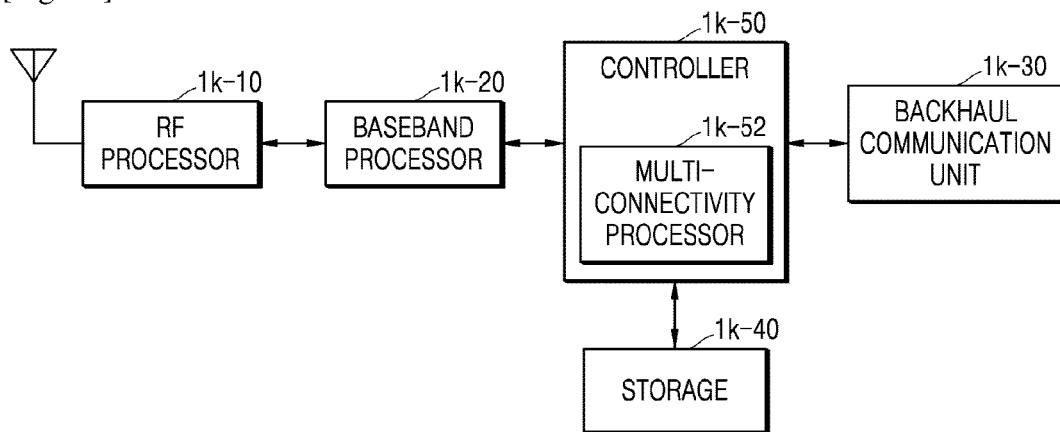 1k-50
CONTROLLER
1k-10
RF
PROCESSOR
1k-20
BASEBAND
PROCESSOR
1k-52
MULTI-
CONNECTIVITY
PROCESSOR
1k-30
BACKHAUL
COMMUNICATION
UNIT
1k-40
STORAGE